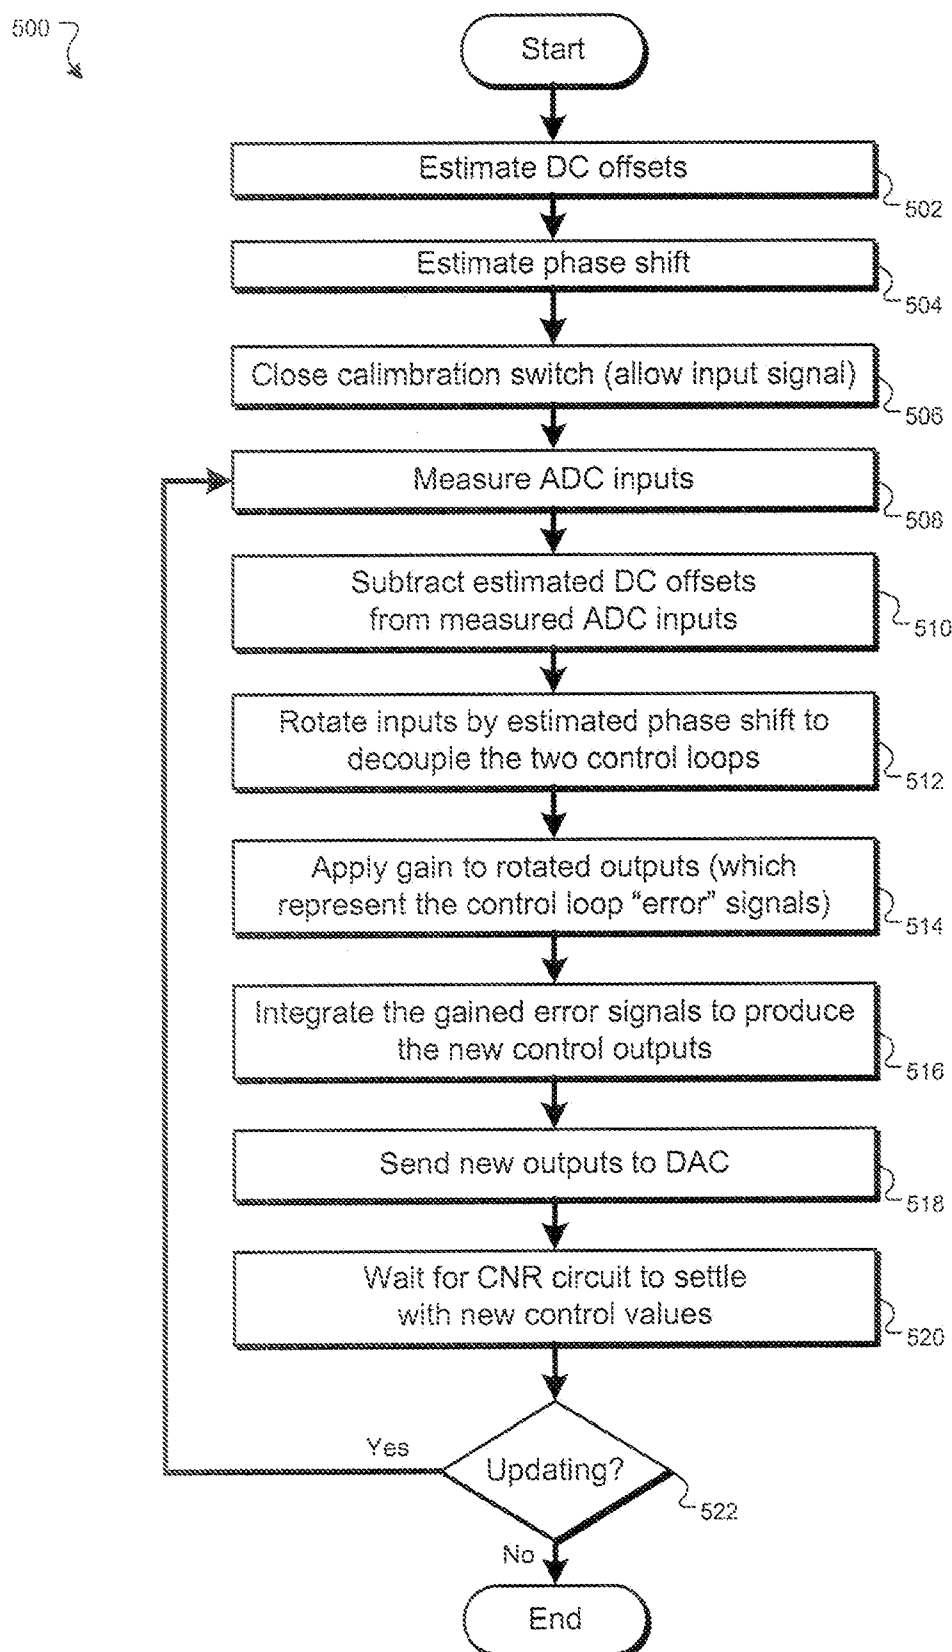 500
Start
Estimate DC offsets
502
Estimate phase shift
504
Close calimbration switch (allow input signal)
506
Measure ADC inputs
508
Subtract estimated DC offsets
from measured ADC inputs
510
Rotate inputs by estimated phase shift to
decouple the two control loops
512
Apply gain to rotated outputs (which
represent the control loop “error” signals)
514
Integrate the gained error signals to produce
the new control outputs
516
Send new outputs to DAC
518
Wait for CNR circuit to settle
with new control values
520
Yes
Updating?
522
No
End